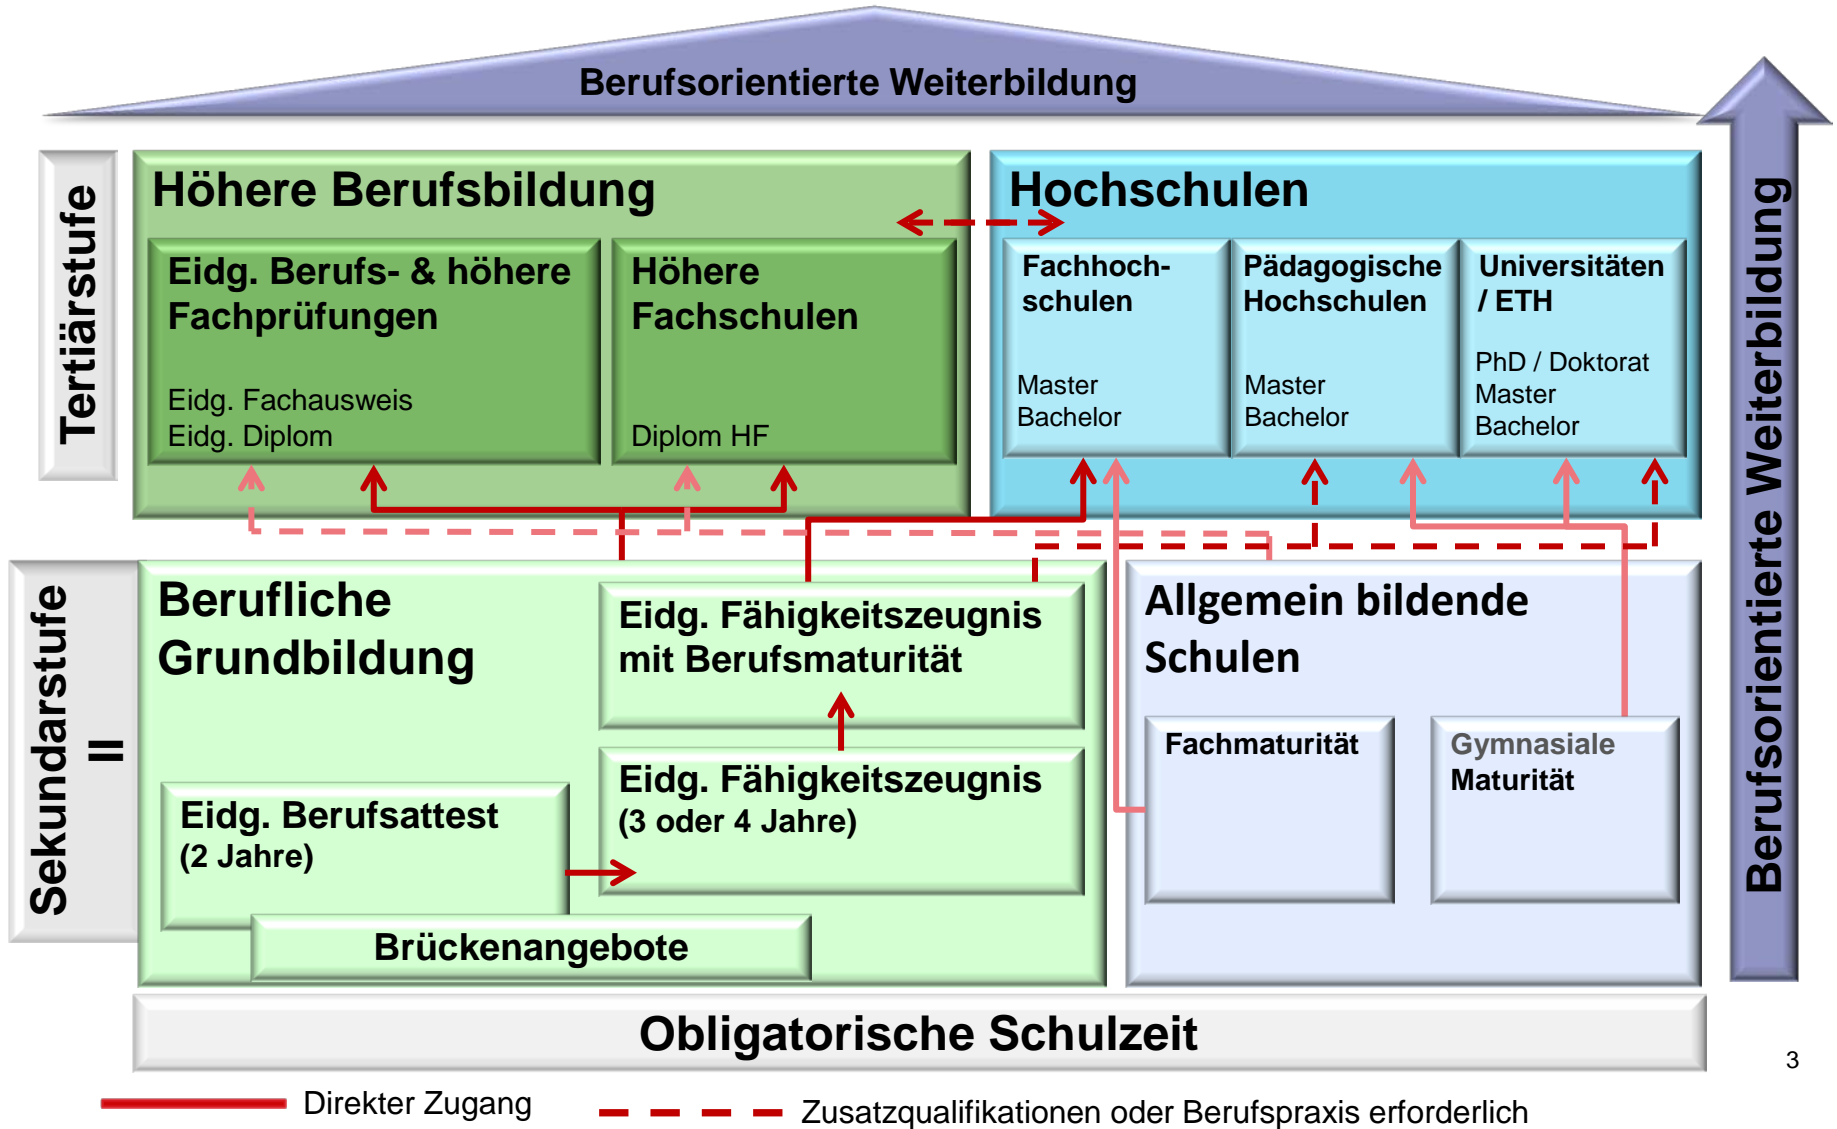 Berufsorientierte Weiterbildung
Berufsorientierte Weiterbildung
Tertiärstufe
Höhere Berufsbildung
Eidg. Berufs- & höhere
Fachprüfungen
Eidg. Fachausweis
Eidg. Diplom
Höhere
Fachschulen
Diplom HF
Hochschulen
Fachhoch-
schulen
Master
Bachelor
Pädagogische
Hochschulen
Master
Bachelor
Universitäten
/ ETH
PhD / Doktorat
Master
Bachelor
Sekundarstufe
II
Berufliche
Grundbildung
Eidg. Fähigkeitszeugnis
mit Berufsmaturität
Eidg. Fähigkeitszeugnis
(3 oder 4 Jahre)
Eidg. Berufsattest
(2 Jahre)
Brückenangebote
Allgemein bildende
Schulen
Fachmaturität
Gymnasiale
Maturität
Obligatorische Schulzeit
3
Direkter Zugang
Zusatzqualifikationen oder Berufspraxis erforderlich